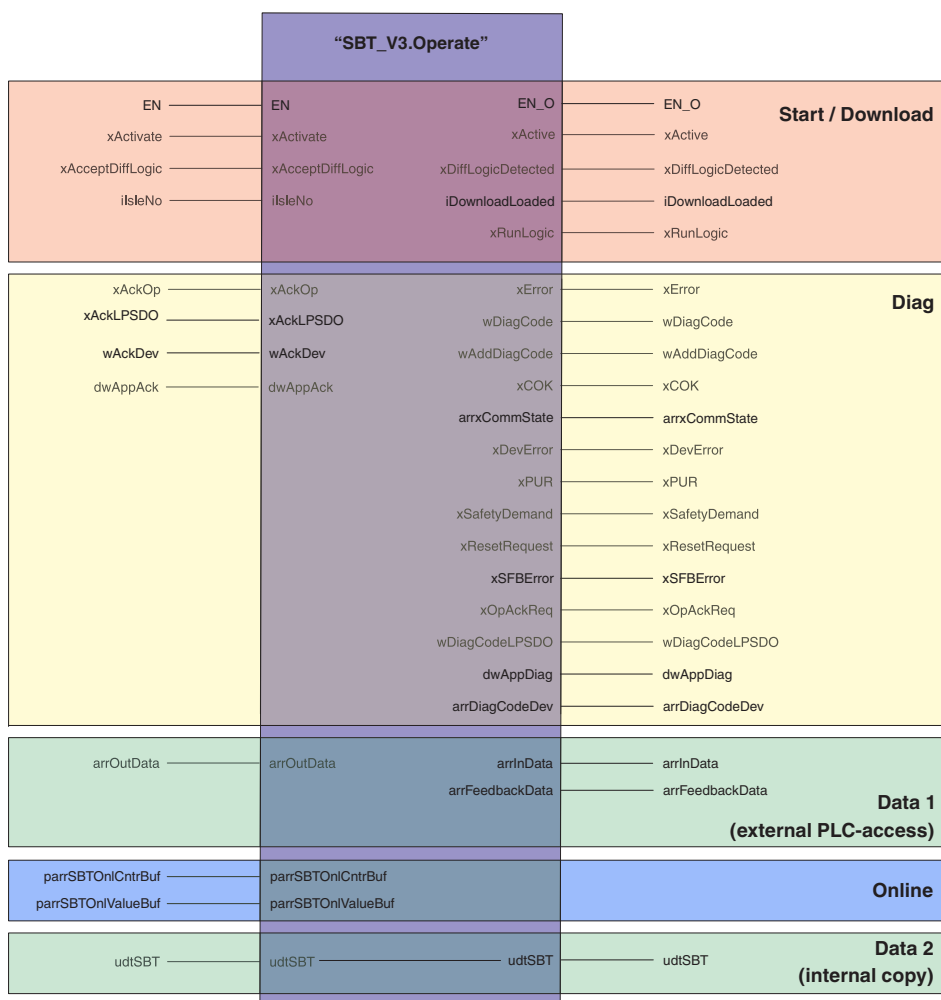 “SBT_V3.Operate”
Start / Download
EN EN EN_O EN_O
xActivate xActivate xActive xActive
xAcceptDiffLogic xAcceptDiffLogic xDiffLogicDetected xDiffLogicDetected
iIsleNo iIsleNo iDownloadLoaded iDownloadLoaded
xRunLogic xRunLogic
Diag
xAckOp xAckOp xError xError
xAckLPSDO xAckLPSDO wDiagCode wDiagCode
wAckDev wAckDev wAddDiagCode wAddDiagCode
dwAppAck dwAppAck xCOK xCOK
arrxCommState arrxCommState
xDevError xDevError
xPUR xPUR
xSafetyDemand xSafetyDemand
xResetRequest xResetRequest
xSFBError xSFBError
xOpAckReq xOpAckReq
wDiagCodeLPSDO wDiagCodeLPSDO
dwAppDiag dwAppDiag
arrDiagCodeDev arrDiagCodeDev
arrOutData arrOutData arrInData arrInData
arrFeedbackData arrFeedbackData
Data 1
(external PLC-access)
parrSBTOnlCntrBuf parrSBTOnlCntrBuf
Online
parrSBTOnlValueBuf parrSBTOnlValueBuf
Data 2
udtSBT udtSBT udtSBT udtSBT
(internal copy)